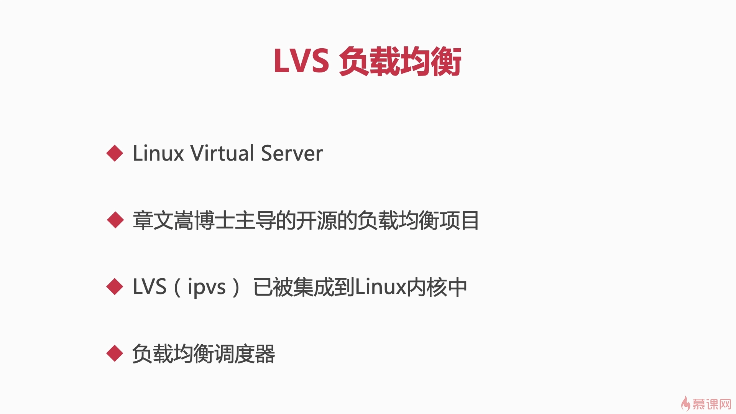 LVS 负载均衡
Linux Virtual Server
章文嵩博士主导的开源的负载均衡项目
LVS（ipvs） 已被集成到Linux内核中
负载均衡调度器
慕课网